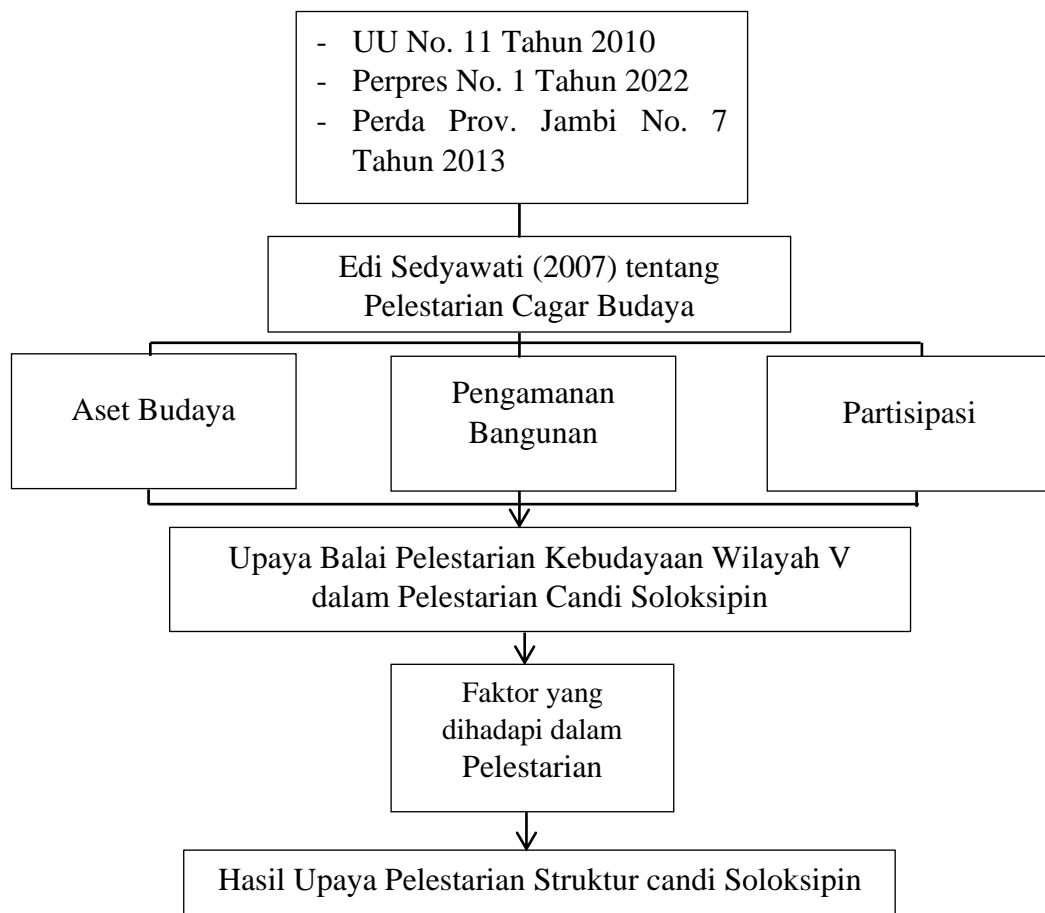 - UU No. 11 Tahun 2010
- Perpres No. 1 Tahun 2022
- Perda Prov. Jambi No. 7
Tahun 2013
Edi Sedyawati (2007) tentang
Pelestarian Cagar Budaya
Aset Budaya
Pengamanan
Bangunan
Partisipasi
Upaya Balai Pelestarian Kebudayaan Wilayah V
dalam Pelestarian Candi Soloksipin
Faktor yang
dihadapi dalam
Pelestarian
Hasil Upaya Pelestarian Struktur candi Soloksipin